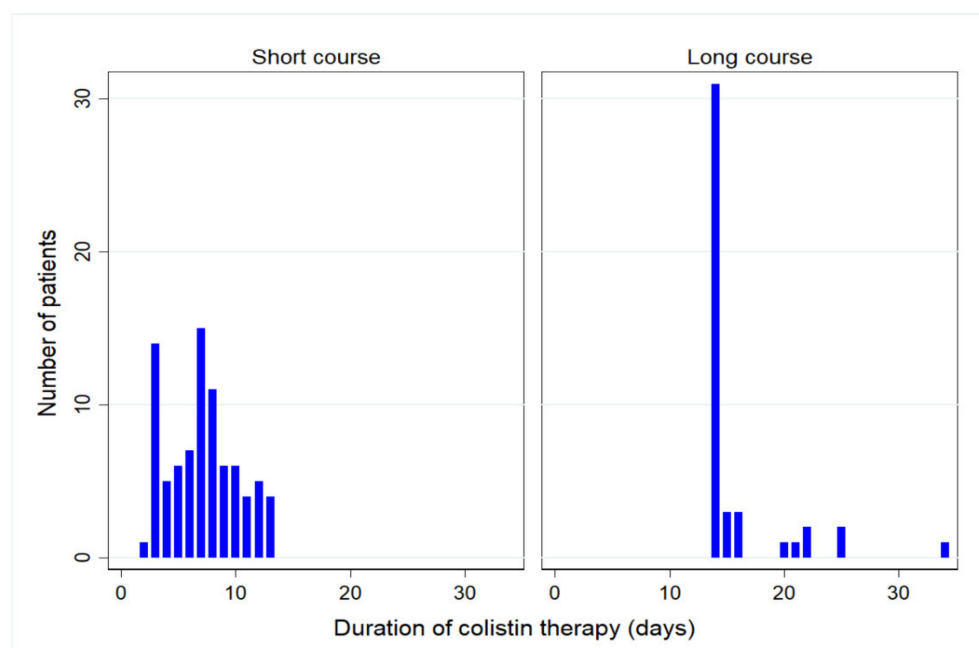 Short course
Long course
Number of patients
30
20
10
0
0 10 20 30
0 10 20 30
Duration of colistin therapy (days)